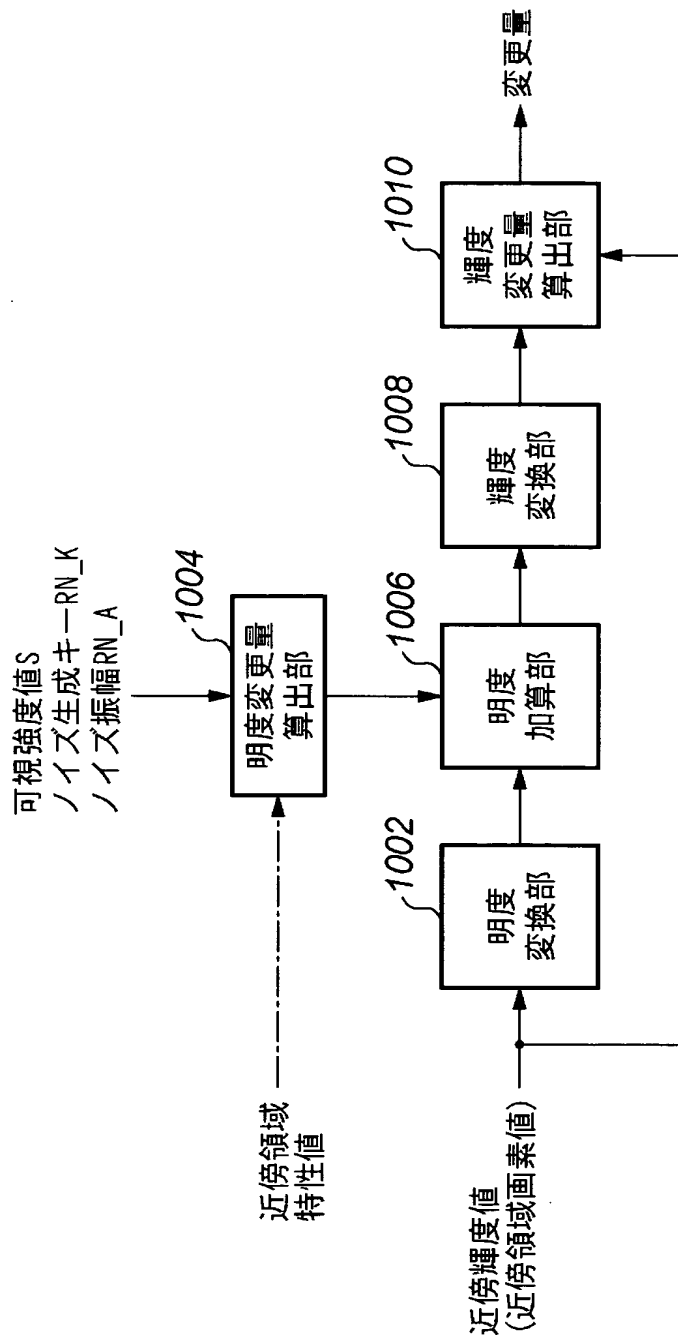 可視強度値S
ノイズ生成キーRN_K
ノイズ振幅RN_A
1004
明度変更量
算出部
近傍領域
特性値
近傍輝度値
(近傍領域画素値)
1002
明度
変換部
1006
明度
加算部
1008
輝度
変換部
1010
輝度
変更量
算出部
変更量